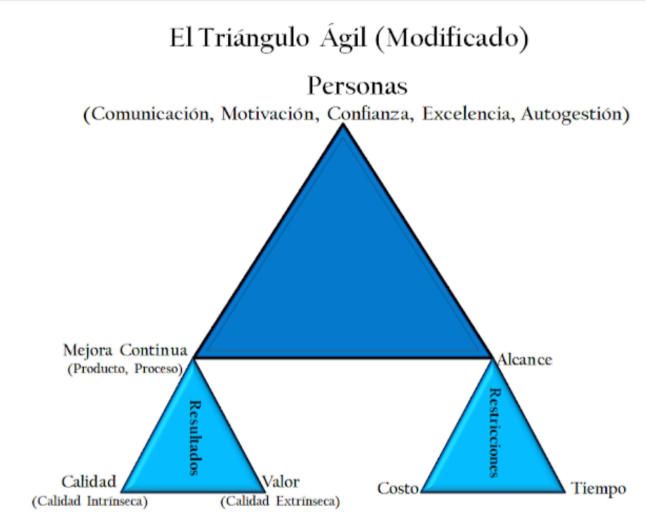 El Triángulo Ágil (Modificado)
Personas
(Comunicación, Motivación, Confianza, Excelencia, Autogestión)
Mejora Continua
(Producto, Proceso)
Alcance
Resultados
Restricciones
Calidad
(Calidad Intrínseca)
Valor
(Calidad Extrínseca)
Costo
Tiempo